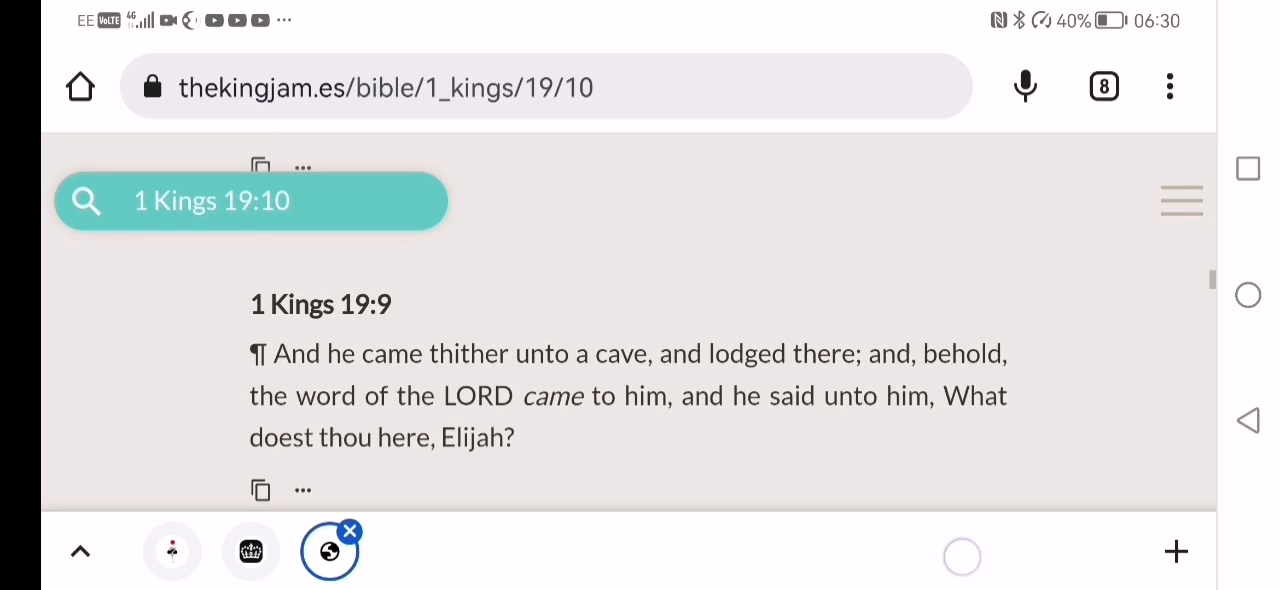 EE VoLTE 4G ... 40% 06:30
thekingjam.es/bible/1_kings/19/10 8
...
1 Kings 19:10
1 Kings 19:9
¶ And he came thither unto a cave, and lodged there; and, behold,
the word of the LORD came to him, and he said unto him, What
doest thou here, Elijah?
...